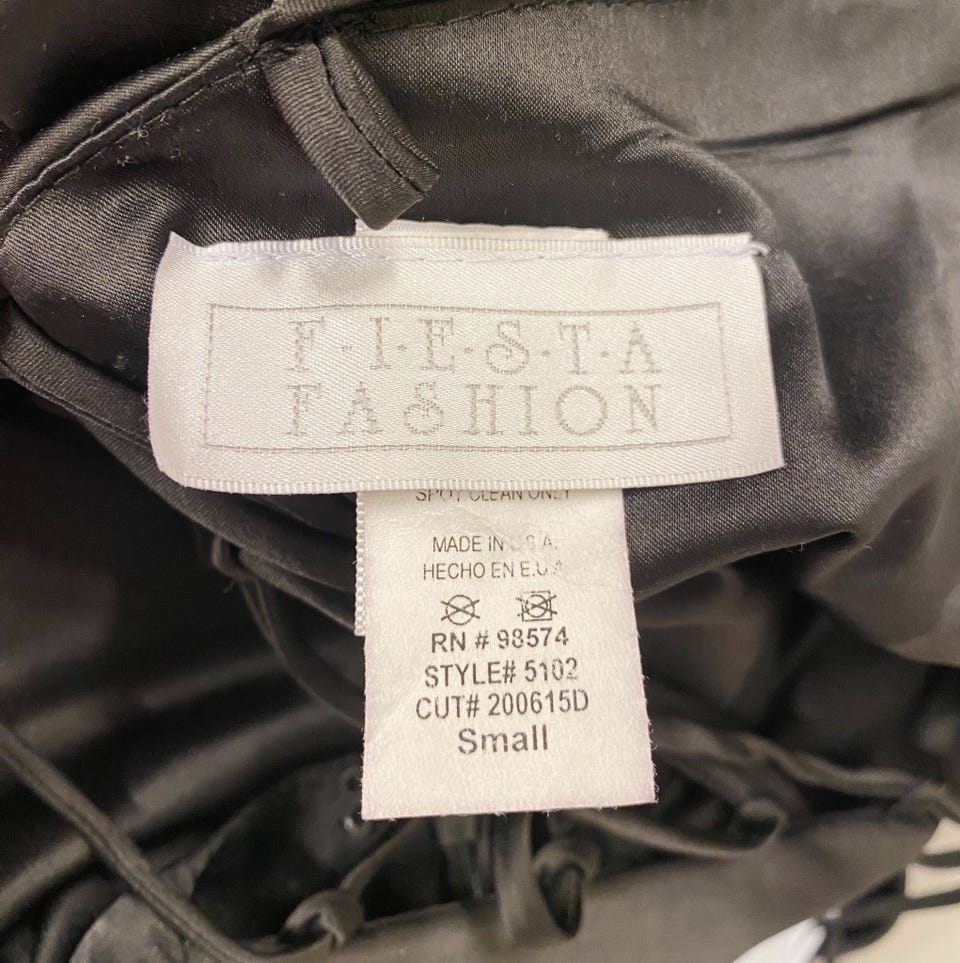 F·I·E·S·T·A
FASHION
SPOT CLEAN ONLY
MADE IN U.S.A.
HECHO EN E.U.A
RN # 98574
STYLE# 5102
CUT# 200615D
Small